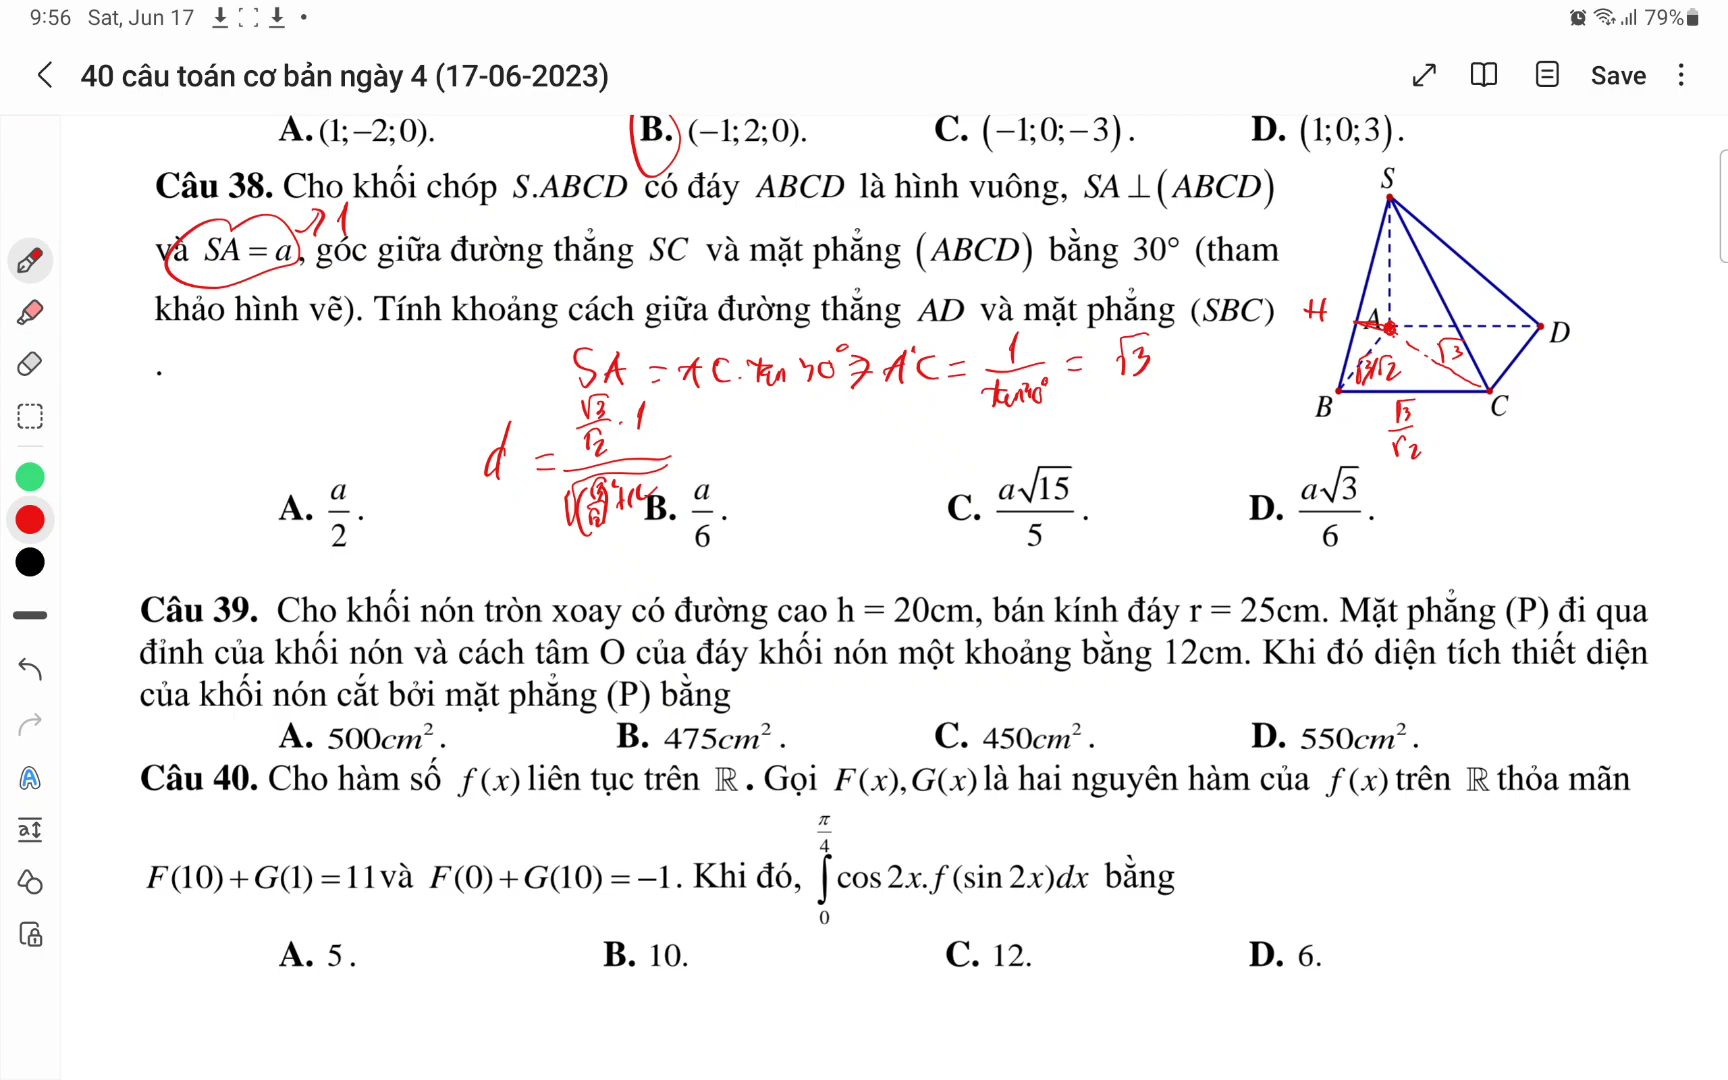 9:56 Sat, Jun 17
79%
40 câu toán cơ bản ngày 4 (17-06-2023)
Save
A. (1;−2;0). B. (−1;2;0). C. (−1;0;−3). D. (1;0;3).
Câu 38. Cho khối chóp S.ABCD có đáy ABCD là hình vuông, SA ⊥ (ABCD)
và SA = a, góc giữa đường thẳng SC và mặt phẳng (ABCD) bằng 30° (tham
khảo hình vẽ). Tính khoảng cách giữa đường thẳng AD và mặt phẳng (SBC)
.
1
SA = AC.tan 30° ⇒ AC = 1/tan30° = √3
d = (√3/√2 . 1)/
S
H
A
D
√3
√3/√2
B
C
√3/√2
A. a/2. B. a/6. C. a√15/5. D. a√3/6.
Câu 39. Cho khối nón tròn xoay có đường cao h = 20cm, bán kính đáy r = 25cm. Mặt phẳng (P) đi qua
đỉnh của khối nón và cách tâm O của đáy khối nón một khoảng bằng 12cm. Khi đó diện tích thiết diện
của khối nón cắt bởi mặt phẳng (P) bằng
A. 500cm². B. 475cm². C. 450cm². D. 550cm².
Câu 40. Cho hàm số f(x) liên tục trên ℝ. Gọi F(x),G(x) là hai nguyên hàm của f(x) trên ℝ thỏa mãn
F(10)+G(1)=11 và F(0)+G(10)=−1. Khi đó, ∫₀^(π/4) cos2x.f(sin2x)dx bằng
A. 5. B. 10. C. 12. D. 6.